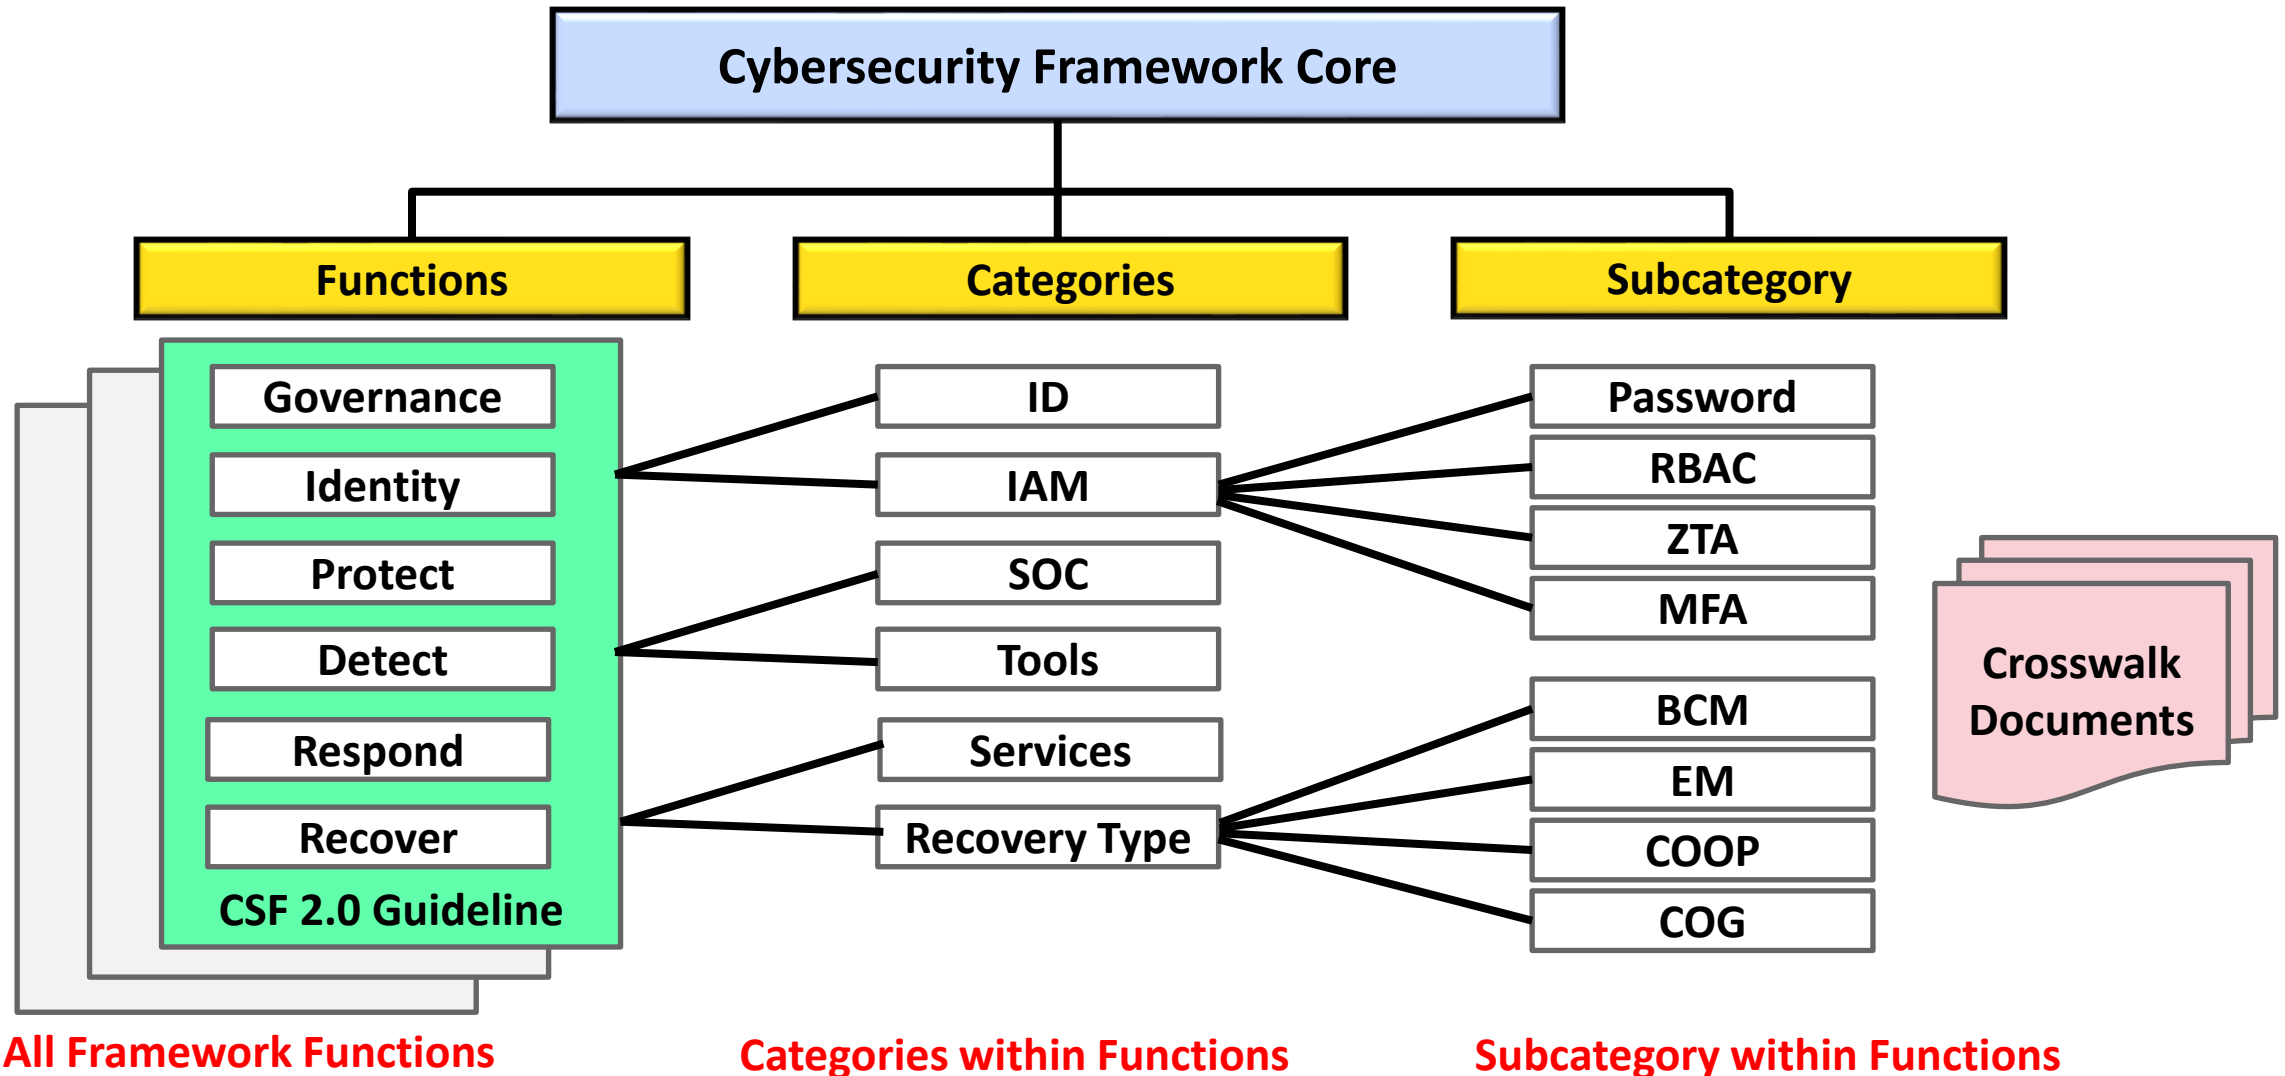 Cybersecurity Framework Core
Functions
Categories
Subcategory
Governance
Identity
Protect
Detect
Respond
Recover
CSF 2.0 Guideline
ID
IAM
SOC
Tools
Services
Recovery Type
Password
RBAC
ZTA
MFA
BCM
EM
COOP
COG
Crosswalk
Documents
All Framework Functions
Categories within Functions
Subcategory within Functions